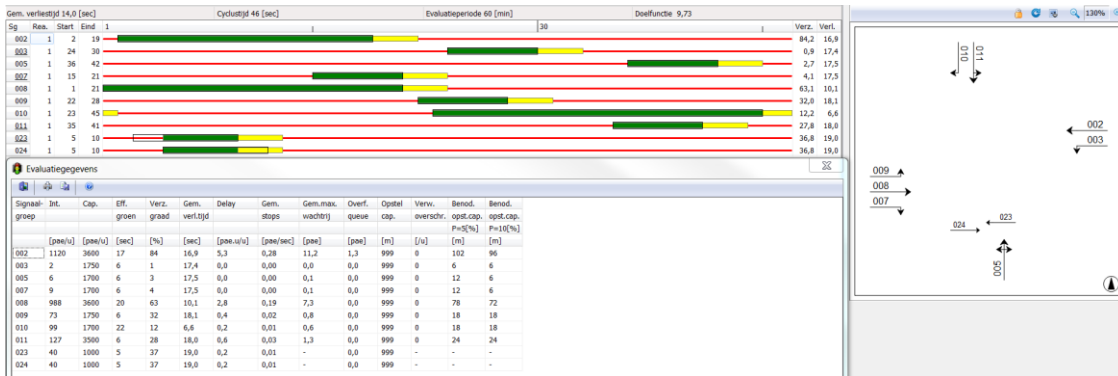 Gem. verliestijd 14,0 [sec] Cyclustijd 46 [sec] Evaluatieperiode 60 [min] Doelfunctie 9,73
Sg Rea. Start Eind 1 30 Verz. Verl.
002 1 2 19 84,2 16,9
003 1 24 30 0,9 17,4
005 1 36 42 2,7 17,5
007 1 15 21 4,1 17,5
008 1 1 21 63,1 10,1
009 1 22 28 32,0 18,1
010 1 23 45 12,2 6,6
011 1 35 41 27,8 18,0
023 1 5 10 36,8 19,0
024 1 5 10 36,8 19,0
Evaluatiegegevens
Signaal- Int. Cap. Eff. Verz. Gem. Delay Gem. Gem.max. Overf. Opstel Verw. Benod. Benod.
groep groen graad verl.tijd stops wachtrij queue cap. overschr. opst.cap. opst.cap.
P=5[%] P=10[%]
[pae/u] [pae/u] [sec] [%] [sec] [pae.u/u] [pae/sec] [pae] [pae] [m] [/u] [m] [m]
002 1120 3600 17 84 16,9 5,3 0,28 11,2 1,3 999 0 102 96
003 2 1750 6 1 17,4 0,0 0,00 0,0 0,0 999 0 6 6
005 6 1700 6 3 17,5 0,0 0,00 0,1 0,0 999 0 12 6
007 9 1700 6 4 17,5 0,0 0,00 0,1 0,0 999 0 12 6
008 988 3600 20 63 10,1 2,8 0,19 7,3 0,0 999 0 78 72
009 73 1750 6 32 18,1 0,4 0,02 0,8 0,0 999 0 18 18
010 99 1700 22 12 6,6 0,2 0,01 0,6 0,0 999 0 18 18
011 127 3500 6 28 18,0 0,6 0,03 1,3 0,0 999 0 24 24
023 40 1000 5 37 19,0 0,2 0,01 - 0,0 999 - - -
024 40 1000 5 37 19,0 0,2 0,01 - 0,0 999 - - -
130%
010 011
002
003
009
008
007
024 023
005